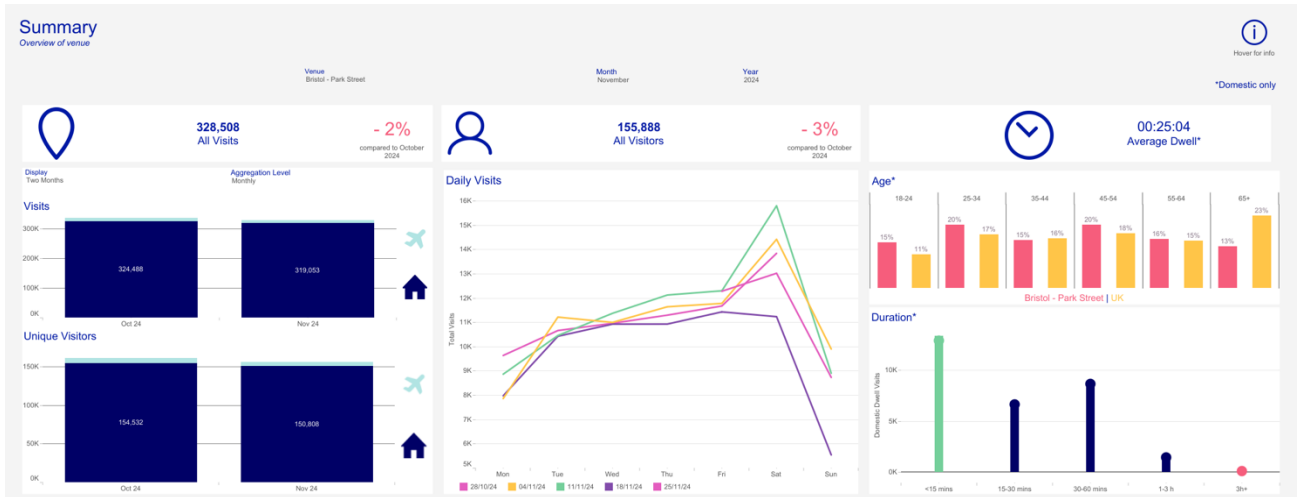 Summary
Overview of venue
Hover for info
Venue
Bristol - Park Street
Month
November
Year
2024
*Domestic only
328,508
All Visits
- 2%
compared to October
2024
155,888
All Visitors
- 3%
compared to October
2024
00:25:04
Average Dwell*
Display
Two Months
Aggregation Level
Monthly
Visits
300K
200K
100K
0K
324,488
319,053
Oct 24
Nov 24
Unique Visitors
150K
100K
50K
0K
154,532
150,808
Oct 24
Nov 24
Daily Visits
Total Visits
16K
15K
14K
13K
12K
11K
10K
9K
8K
7K
6K
5K
Mon
Tue
Wed
Thu
Fri
Sat
Sun
28/10/24
04/11/24
11/11/24
18/11/24
25/11/24
Age*
18-24
25-34
35-44
45-54
55-64
65+
15%
11%
20%
17%
15%
16%
20%
18%
16%
15%
13%
23%
Bristol - Park Street | UK
Duration*
Domestic Dwell Visits
10K
5K
0K
<15 mins
15-30 mins
30-60 mins
1-3 h
3h+